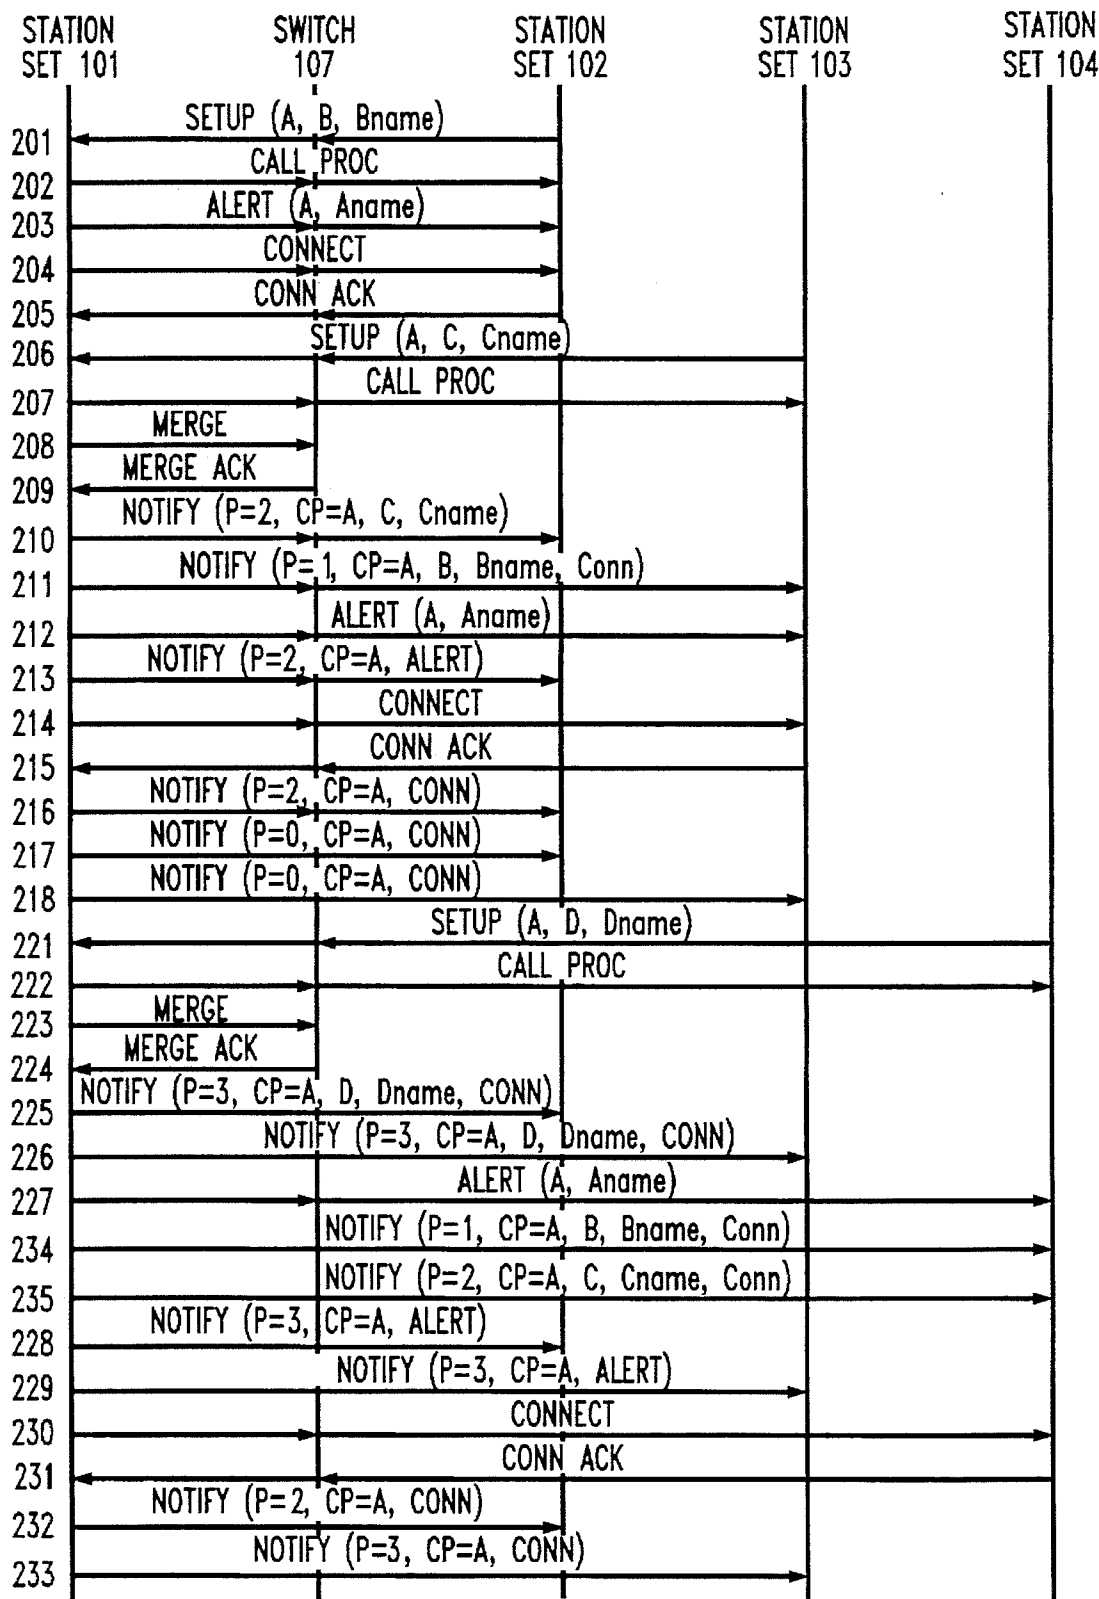 STATION SET 101
SWITCH 107
STATION SET 102
STATION SET 103
STATION SET 104
SETUP (A, B, Bname)
201
CALL PROC
202
ALERT (A, Aname)
203
CONNECT
204
CONN ACK
205
SETUP (A, C, Cname)
206
CALL PROC
207
MERGE
208
MERGE ACK
209
NOTIFY (P=2, CP=A, C, Cname)
210
NOTIFY (P=1, CP=A, B, Bname, Conn)
211
ALERT (A, Aname)
212
NOTIFY (P=2, CP=A, ALERT)
213
CONNECT
214
CONN ACK
215
NOTIFY (P=2, CP=A, CONN)
216
NOTIFY (P=0, CP=A, CONN)
217
NOTIFY (P=0, CP=A, CONN)
218
SETUP (A, D, Dname)
221
CALL PROC
222
MERGE
223
MERGE ACK
224
NOTIFY (P=3, CP=A, D, Dname, CONN)
225
NOTIFY (P=3, CP=A, D, Dname, CONN)
226
ALERT (A, Aname)
227
NOTIFY (P=1, CP=A, B, Bname, Conn)
234
NOTIFY (P=2, CP=A, C, Cname, Conn)
235
NOTIFY (P=3, CP=A, ALERT)
228
NOTIFY (P=3, CP=A, ALERT)
229
CONNECT
230
CONN ACK
231
NOTIFY (P=2, CP=A, CONN)
232
NOTIFY (P=3, CP=A, CONN)
233